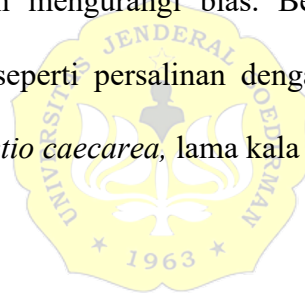 mengurangi bias. Be
seperti persalinan denga
tio caecarea, lama kala
UNIVERSITAS JENDERAL SOEDIRMAN
1963